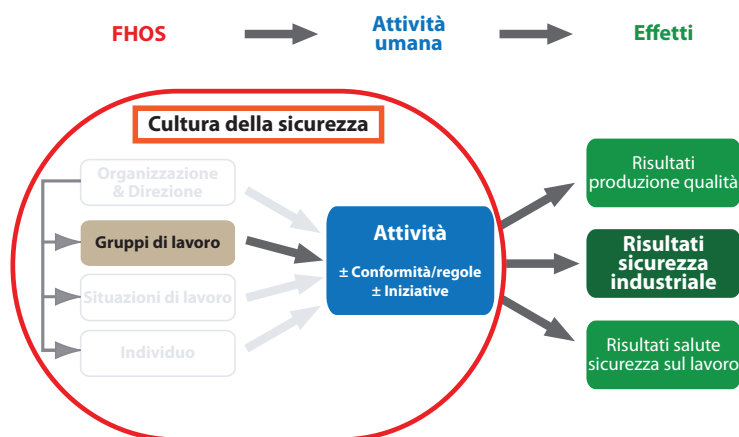 FHOS
Attività
umana
Effetti
Cultura della sicurezza
Organizzazione
& Direzione
Gruppi di lavoro
Situazioni di lavoro
Individuo
Attività
± Conformità/regole
± Iniziative
Risultati
produzione qualità
Risultati
sicurezza
industriale
Risultati salute
sicurezza sul lavoro